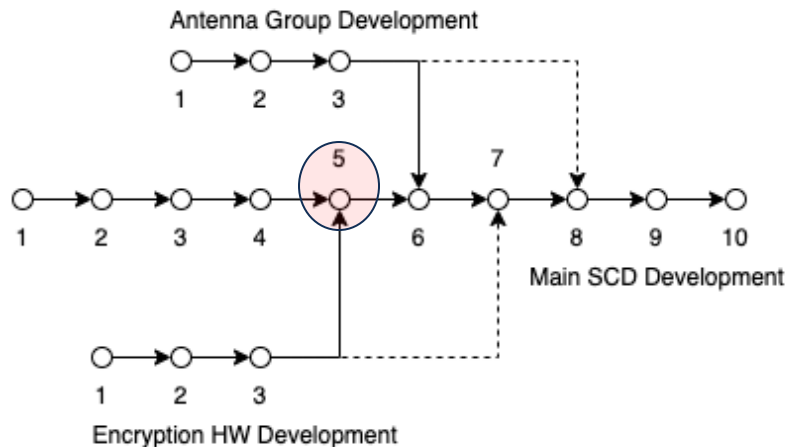 Antenna Group Development
1 2 3
5 7
1 2 3 4 6 8 9 10
Main SCD Development
1 2 3
Encryption HW Development